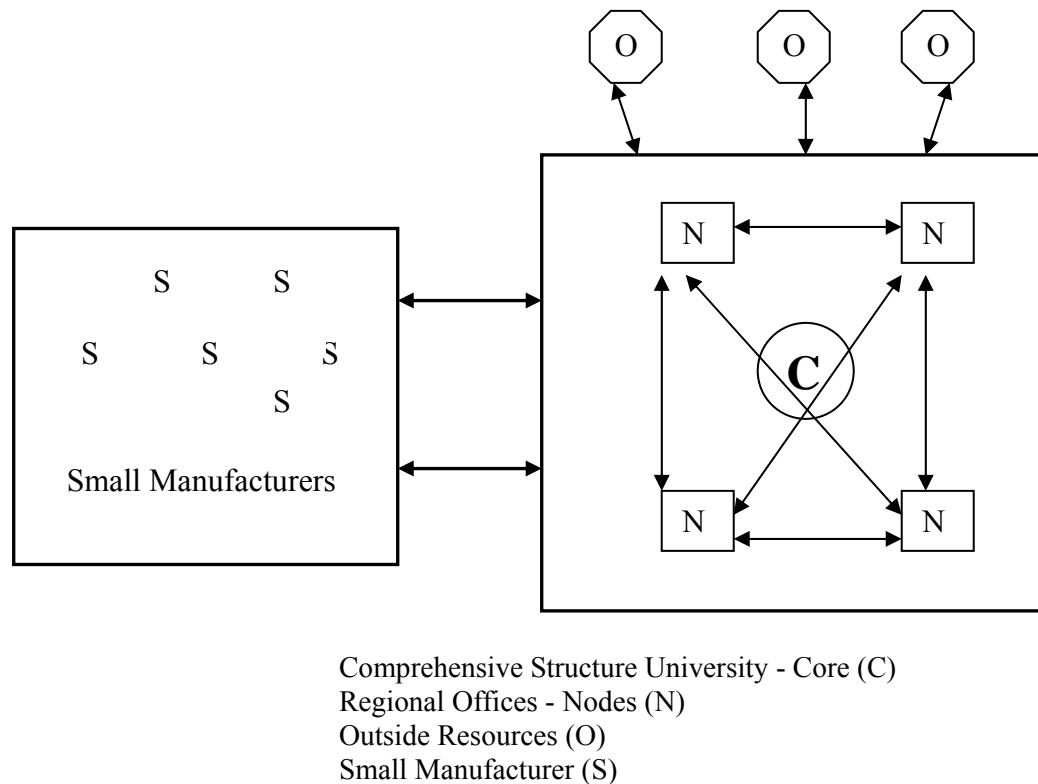 O O O
N N
S S
S S S
C
S
Small Manufacturers
N N
Comprehensive Structure University - Core (C)
Regional Offices - Nodes (N)
Outside Resources (O)
Small Manufacturer (S)